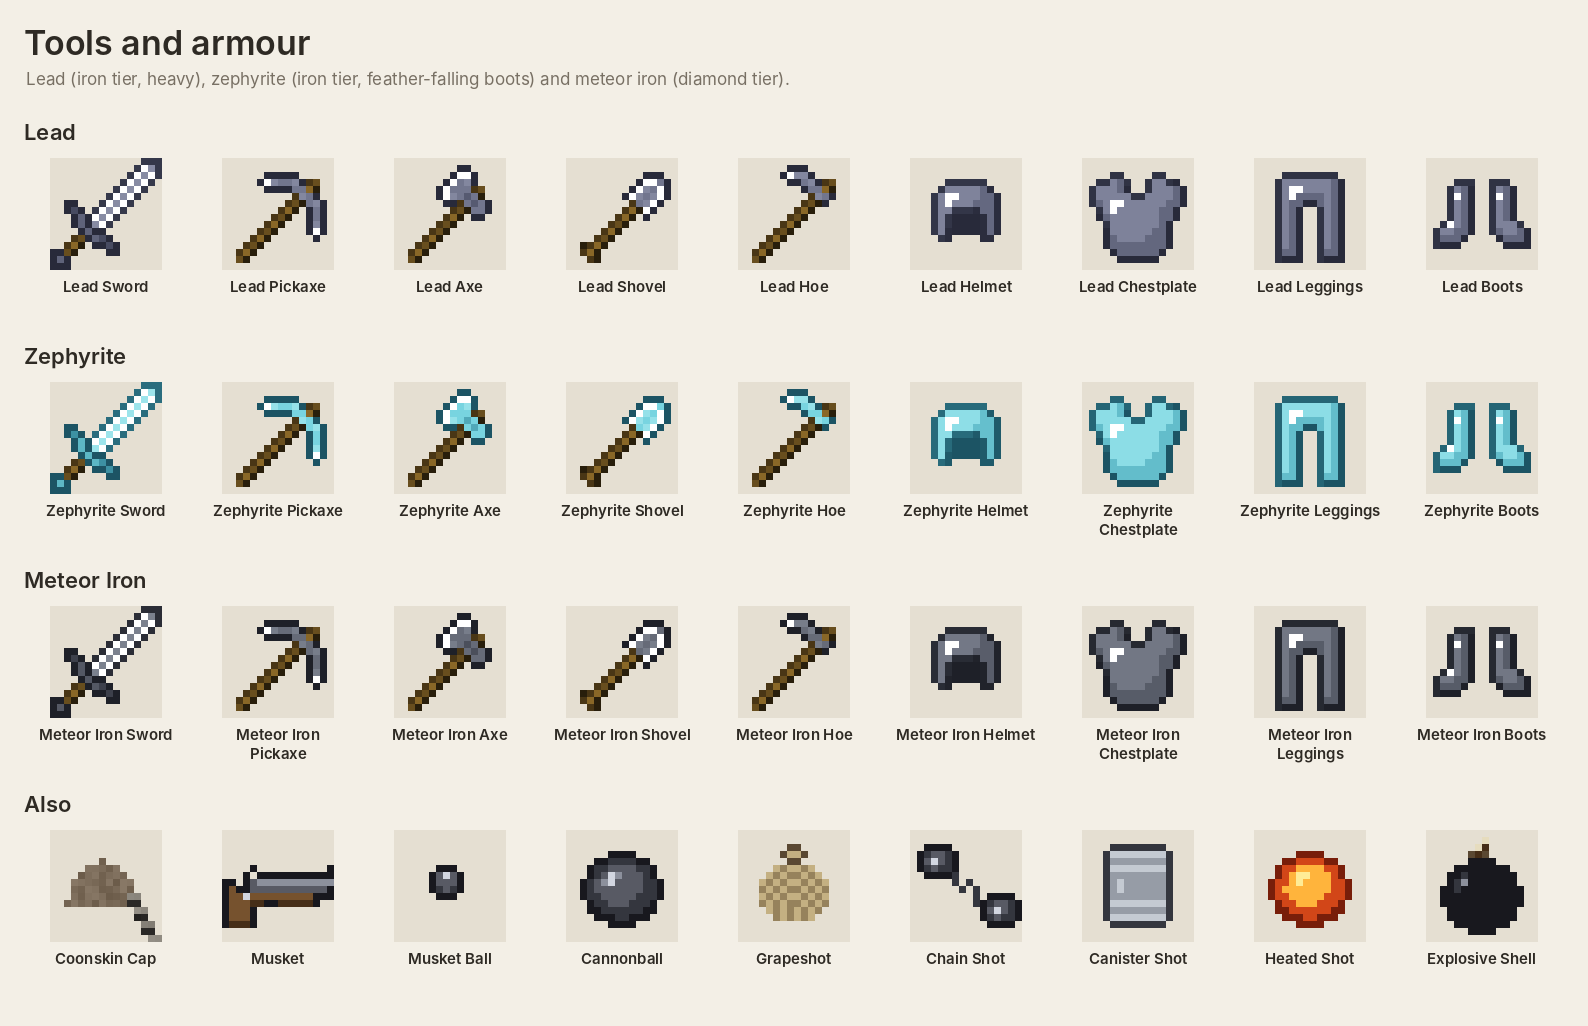 Tools and armour
Lead (iron tier, heavy), zephyrite (iron tier, feather-falling boots) and meteor iron (diamond tier).
Lead
Lead Sword
Lead Pickaxe
Lead Axe
Lead Shovel
Lead Hoe
Lead Helmet
Lead Chestplate
Lead Leggings
Lead Boots
Zephyrite
Zephyrite Sword
Zephyrite Pickaxe
Zephyrite Axe
Zephyrite Shovel
Zephyrite Hoe
Zephyrite Helmet
Zephyrite
Chestplate
Zephyrite Leggings
Zephyrite Boots
Meteor Iron
Meteor Iron Sword
Meteor Iron
Pickaxe
Meteor Iron Axe
Meteor Iron Shovel
Meteor Iron Hoe
Meteor Iron Helmet
Meteor Iron
Chestplate
Meteor Iron
Leggings
Meteor Iron Boots
Also
Coonskin Cap
Musket
Musket Ball
Cannonball
Grapeshot
Chain Shot
Canister Shot
Heated Shot
Explosive Shell